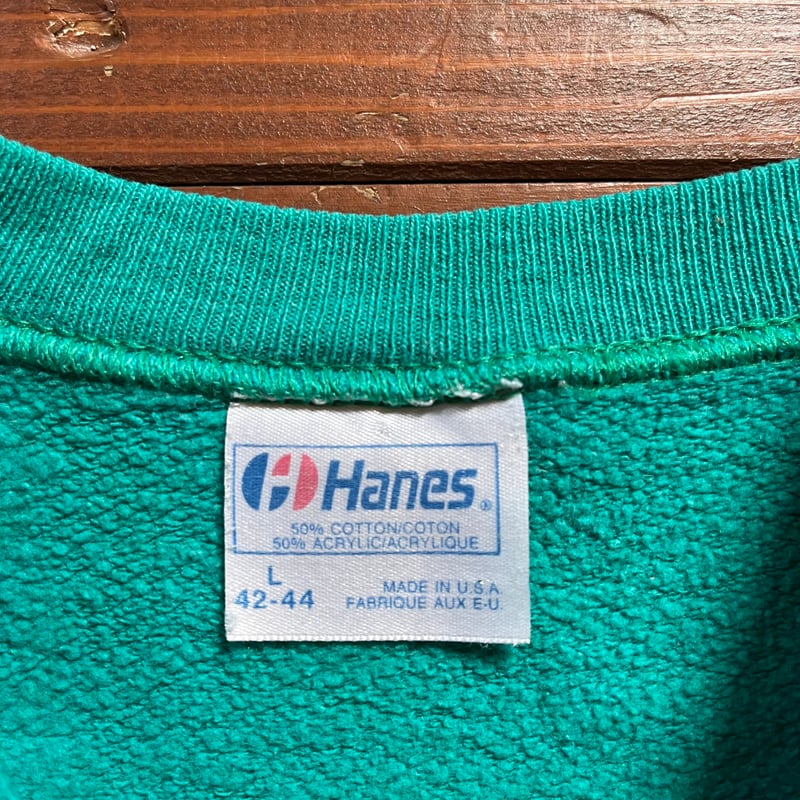 Hanes®
50% COTTON/COTON
50% ACRYLIC/ACRYLIQUE
L
42-44
MADE IN U.S.A
FABRIQUE AUX E-U.